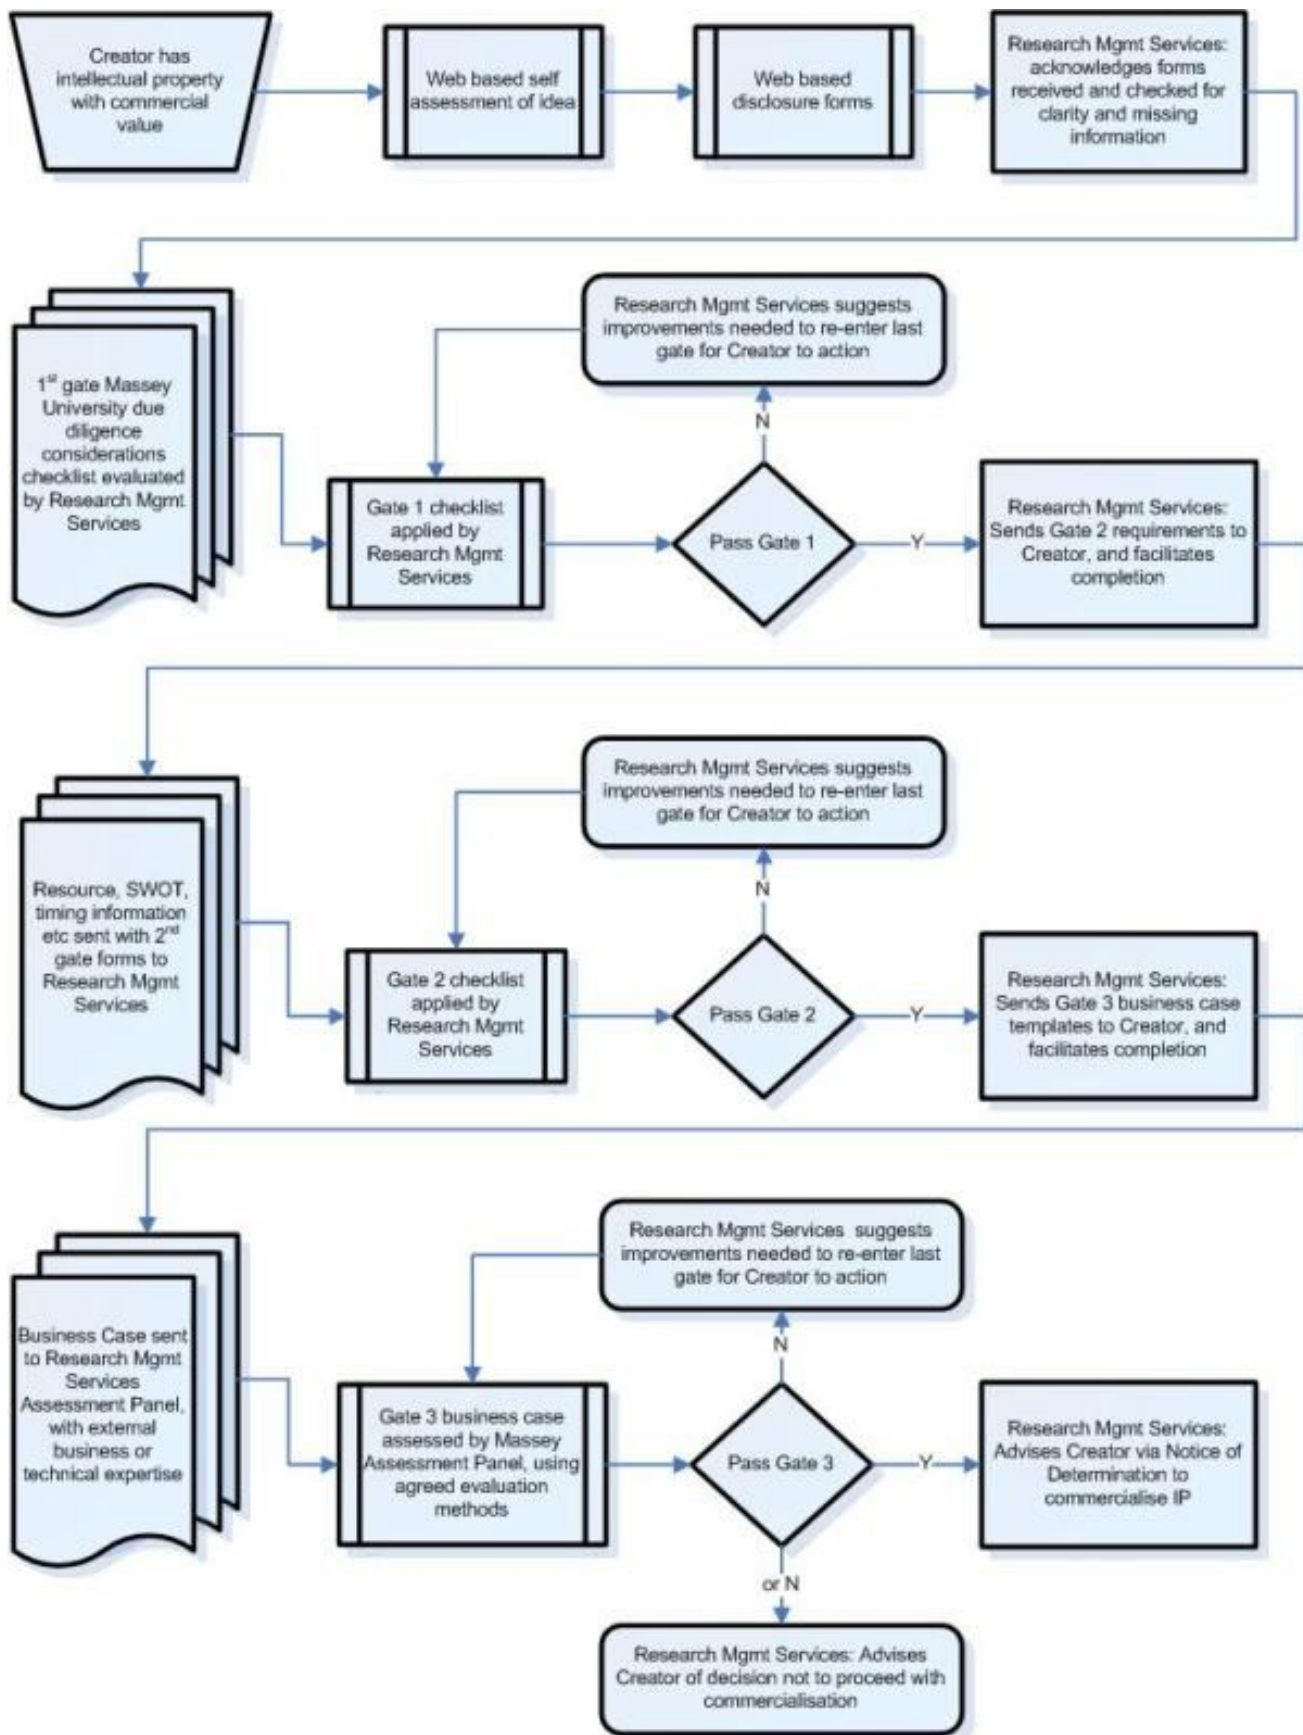 Creator has
intellectual property
with commercial
value
Web based self
assessment of idea
Web based
disclosure forms
Research Mgmt Services:
acknowledges forms
received and checked for
clarity and missing
information
Research Mgmt Services suggests
improvements needed to re-enter last
gate for Creator to action
1st gate Massey
University due
diligence
considerations
checklist evaluated
by Research Mgmt
Services
N
Gate 1 checklist
applied by
Research Mgmt
Services
Pass Gate 1
Y
Research Mgmt Services:
Sends Gate 2 requirements to
Creator, and facilitates
completion
Research Mgmt Services suggests
improvements needed to re-enter last
gate for Creator to action
N
Resource, SWOT,
timing information
etc sent with 2nd
gate forms to
Research Mgmt
Services
Gate 2 checklist
applied by
Research Mgmt
Services
Pass Gate 2
Y
Research Mgmt Services:
Sends Gate 3 business case
templates to Creator, and
facilitates completion
Research Mgmt Services suggests
improvements needed to re-enter last
gate for Creator to action
N
Business Case sent
to Research Mgmt
Services
Assessment Panel,
with external
business or
technical expertise
Gate 3 business case
assessed by Massey
Assessment Panel, using
agreed evaluation
methods
Pass Gate 3
Y
Research Mgmt Services:
Advises Creator via Notice of
Determination to
commercialise IP
or N
Research Mgmt Services: Advises
Creator of decision not to proceed with
commercialisation